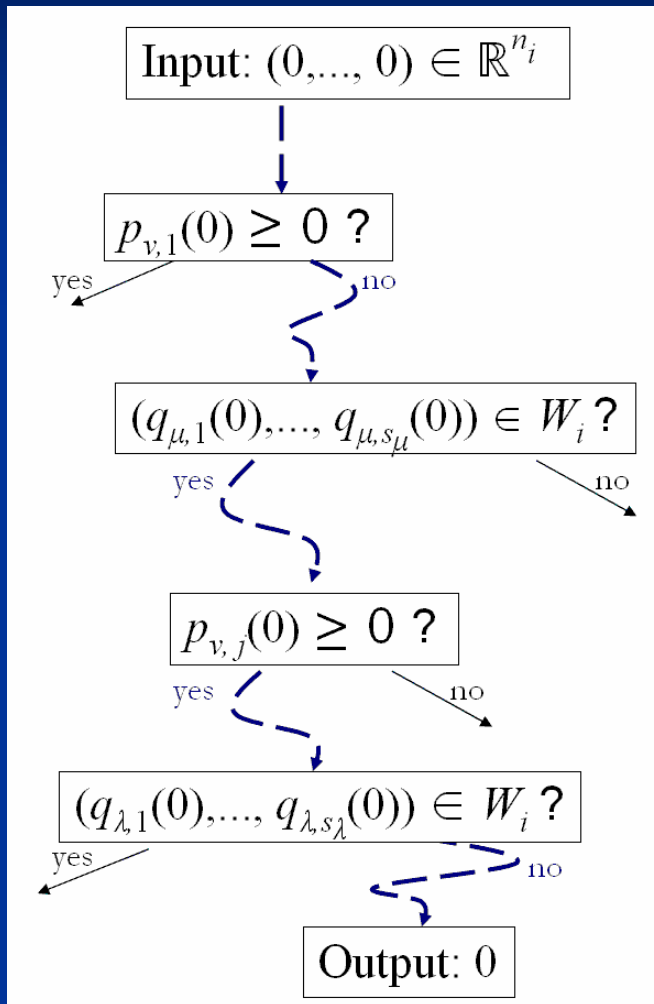 Input: (0,..., 0) ∈ ℝ^{n_i}
p_{ν,1}(0) ≥ 0 ?
yes no
(q_{μ,1}(0),..., q_{μ,s_μ}(0)) ∈ W_i ?
yes no
p_{ν,j}(0) ≥ 0 ?
yes no
(q_{λ,1}(0),..., q_{λ,s_λ}(0)) ∈ W_i ?
yes no
Output: 0